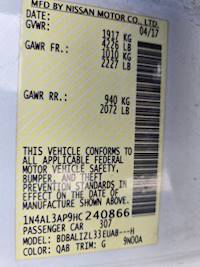 MFD BY NISSAN MOTOR CO., LTD.
04/17
GVWR: 1917 KG
4226 LB
GAWR FR.: 1010 KG
2227 LB
GAWR RR.: 940 KG
2072 LB
THIS VEHICLE CONFORMS TO
ALL APPLICABLE FEDERAL
MOTOR VEHICLE SAFETY,
BUMPER, AND THEFT
PREVENTION STANDARDS IN
EFFECT ON THE DATE OF
MANUFACTURE SHOWN ABOVE.
1N4AL3AP9HC240866
PASSENGER CAR 307
MODEL: BDBALIZL33EUAB---H
COLOR: QAB TRIM: G 9N00A